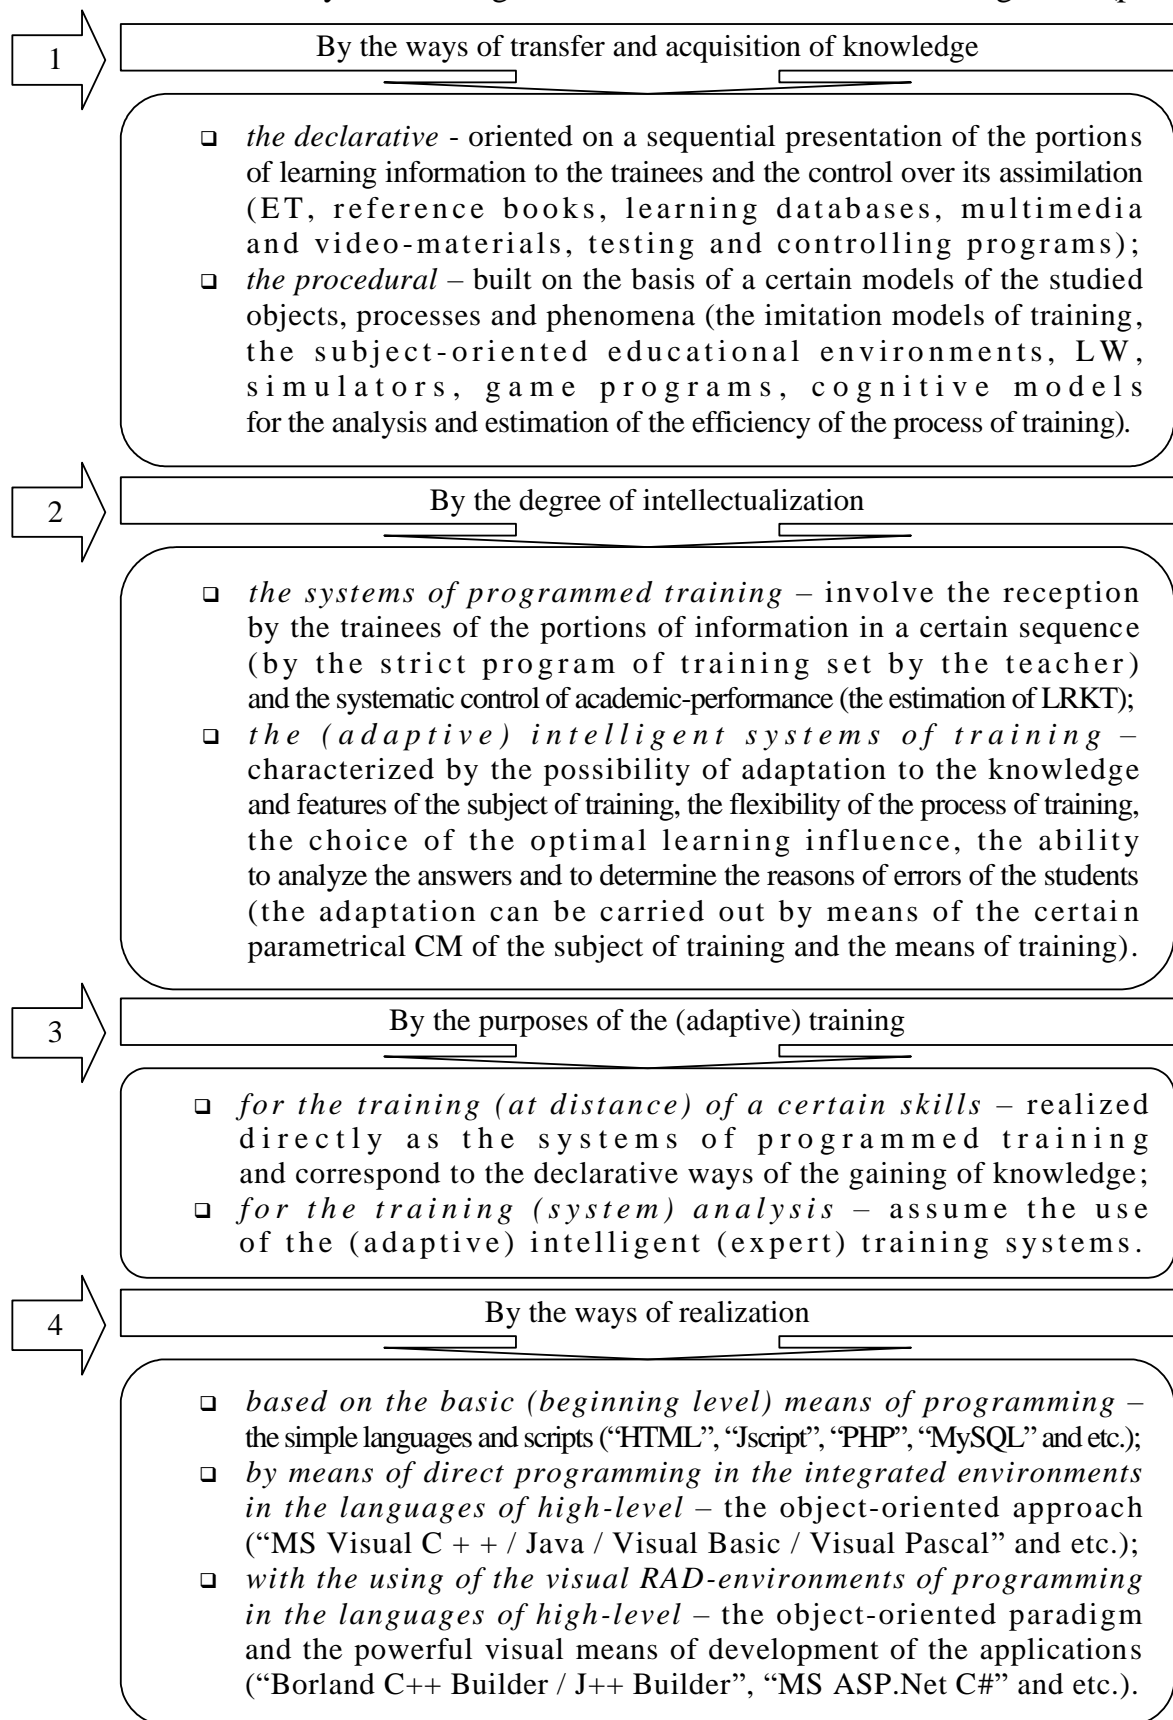 1
By the ways of transfer and acquisition of knowledge
❑ the declarative - oriented on a sequential presentation of the portions
of learning information to the trainees and the control over its assimilation
(ET, reference books, learning databases, multimedia
and video-materials, testing and controlling programs);
❑ the procedural – built on the basis of a certain models of the studied
objects, processes and phenomena (the imitation models of training,
the subject-oriented educational environments, LW,
simulators, game programs, cognitive models
for the analysis and estimation of the efficiency of the process of training).
2
By the degree of intellectualization
❑ the systems of programmed training – involve the reception
by the trainees of the portions of information in a certain sequence
(by the strict program of training set by the teacher)
and the systematic control of academic-performance (the estimation of LRKT);
❑ the (adaptive) intelligent systems of training –
characterized by the possibility of adaptation to the knowledge
and features of the subject of training, the flexibility of the process of training,
the choice of the optimal learning influence, the ability
to analyze the answers and to determine the reasons of errors of the students
(the adaptation can be carried out by means of the certain
parametrical CM of the subject of training and the means of training).
3
By the purposes of the (adaptive) training
❑ for the training (at distance) of a certain skills – realized
directly as the systems of programmed training
and correspond to the declarative ways of the gaining of knowledge;
❑ for the training (system) analysis – assume the use
of the (adaptive) intelligent (expert) training systems.
4
By the ways of realization
❑ based on the basic (beginning level) means of programming –
the simple languages and scripts (“HTML”, “Jscript”, “PHP”, “MySQL” and etc.);
❑ by means of direct programming in the integrated environments
in the languages of high-level – the object-oriented approach
(“MS Visual C + + / Java / Visual Basic / Visual Pascal” and etc.);
❑ with the using of the visual RAD-environments of programming
in the languages of high-level – the object-oriented paradigm
and the powerful visual means of development of the applications
(“Borland C++ Builder / J++ Builder”, “MS ASP.Net C#” and etc.).